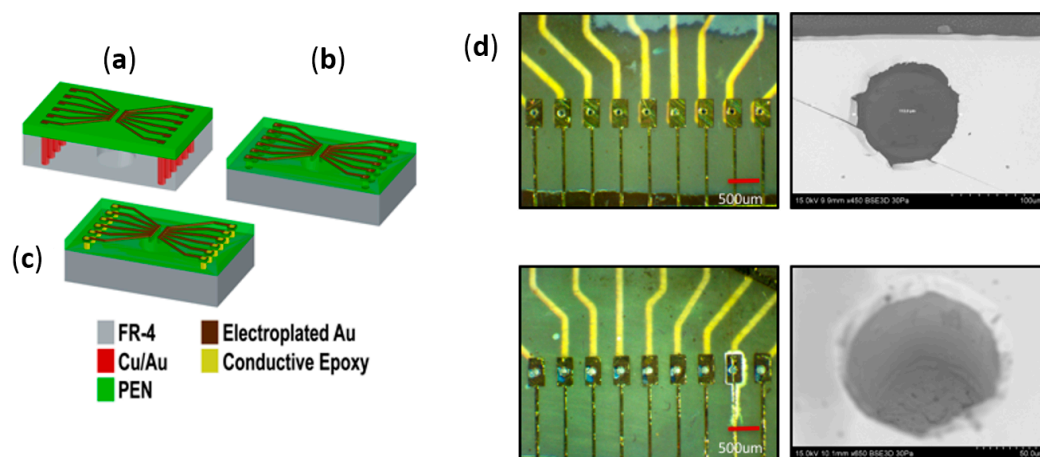 (a)
(b)
(c)
FR-4
Cu/Au
PEN
Electroplated Au
Conductive Epoxy
(d)
500um
15.0kV 9.9mm x450 BSE3D 30Pa
100um
500um
15.0kV 10.1mm x650 BSE3D 30Pa
50.0um